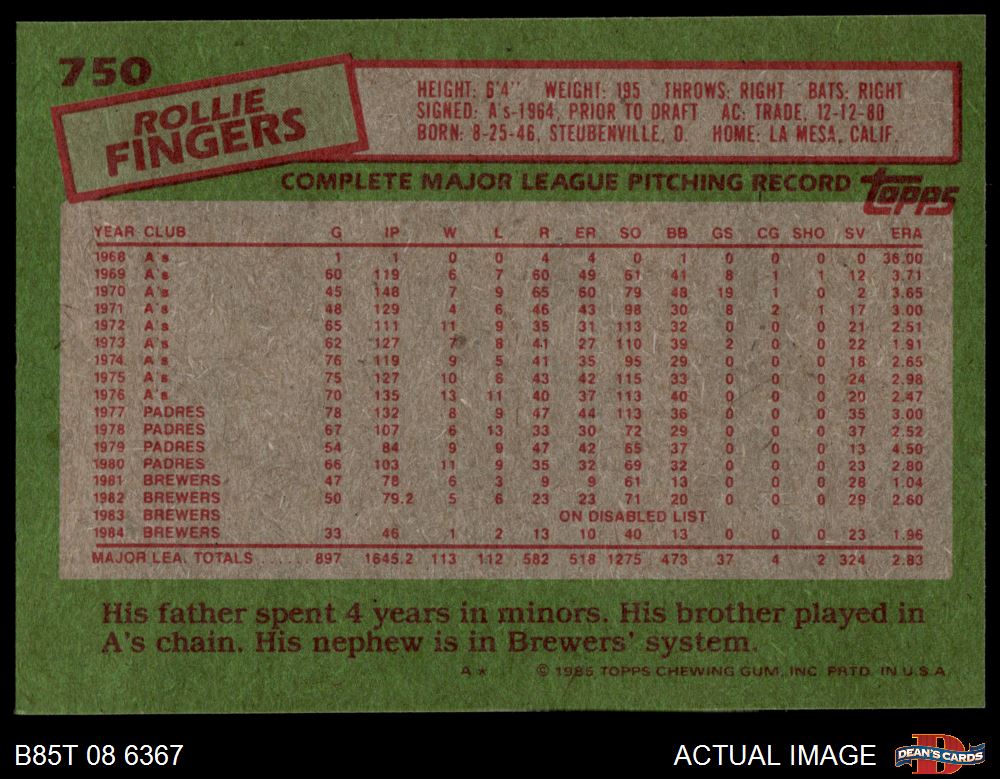 750
ROLLIE
FINGERS
HEIGHT: 6'4" WEIGHT: 195 THROWS: RIGHT BATS: RIGHT
SIGNED: A's-1964, PRIOR TO DRAFT AC: TRADE, 12-12-80
BORN: 8-25-46, STEUBENVILLE, O. HOME: LA MESA, CALIF.
COMPLETE MAJOR LEAGUE PITCHING RECORD topps
YEAR CLUB G IP W L R ER SO BB GS CG SHO SV ERA
1968 A's 1 1 0 0 4 4 0 1 0 0 0 0 36.00
1969 A's 60 119 6 7 60 49 61 41 8 1 1 12 3.71
1970 A's 45 148 7 9 65 60 79 48 19 1 0 2 3.65
1971 A's 48 129 4 6 46 43 98 30 8 2 1 17 3.00
1972 A's 65 111 11 9 35 31 113 32 0 0 0 21 2.51
1973 A's 62 127 7 8 41 27 110 39 2 0 0 22 1.91
1974 A's 76 119 9 5 41 35 95 29 0 0 0 18 2.65
1975 A's 75 127 10 6 43 42 115 33 0 0 0 24 2.98
1976 A's 70 135 13 11 40 37 113 40 0 0 0 20 2.47
1977 PADRES 78 132 8 9 47 44 113 36 0 0 0 35 3.00
1978 PADRES 67 107 6 13 33 30 72 29 0 0 0 37 2.52
1979 PADRES 54 84 9 9 47 42 65 37 0 0 0 13 4.50
1980 PADRES 66 103 11 9 35 32 69 32 0 0 0 23 2.80
1981 BREWERS 47 78 6 3 9 9 61 13 0 0 0 28 1.04
1982 BREWERS 50 79.2 5 6 23 23 71 20 0 0 0 29 2.60
1983 BREWERS ON DISABLED LIST
1984 BREWERS 33 46 1 2 13 10 40 13 0 0 0 23 1.96
MAJOR LEA. TOTALS ...... 897 1645.2 113 112 582 518 1275 473 37 4 2 324 2.83
His father spent 4 years in minors. His brother played in
A's chain. His nephew is in Brewers' system.
A* © 1985 TOPPS CHEWING GUM, INC. PRTD. IN U.S.A.
B85T 08 6367 ACTUAL IMAGE DEAN'S CARDS